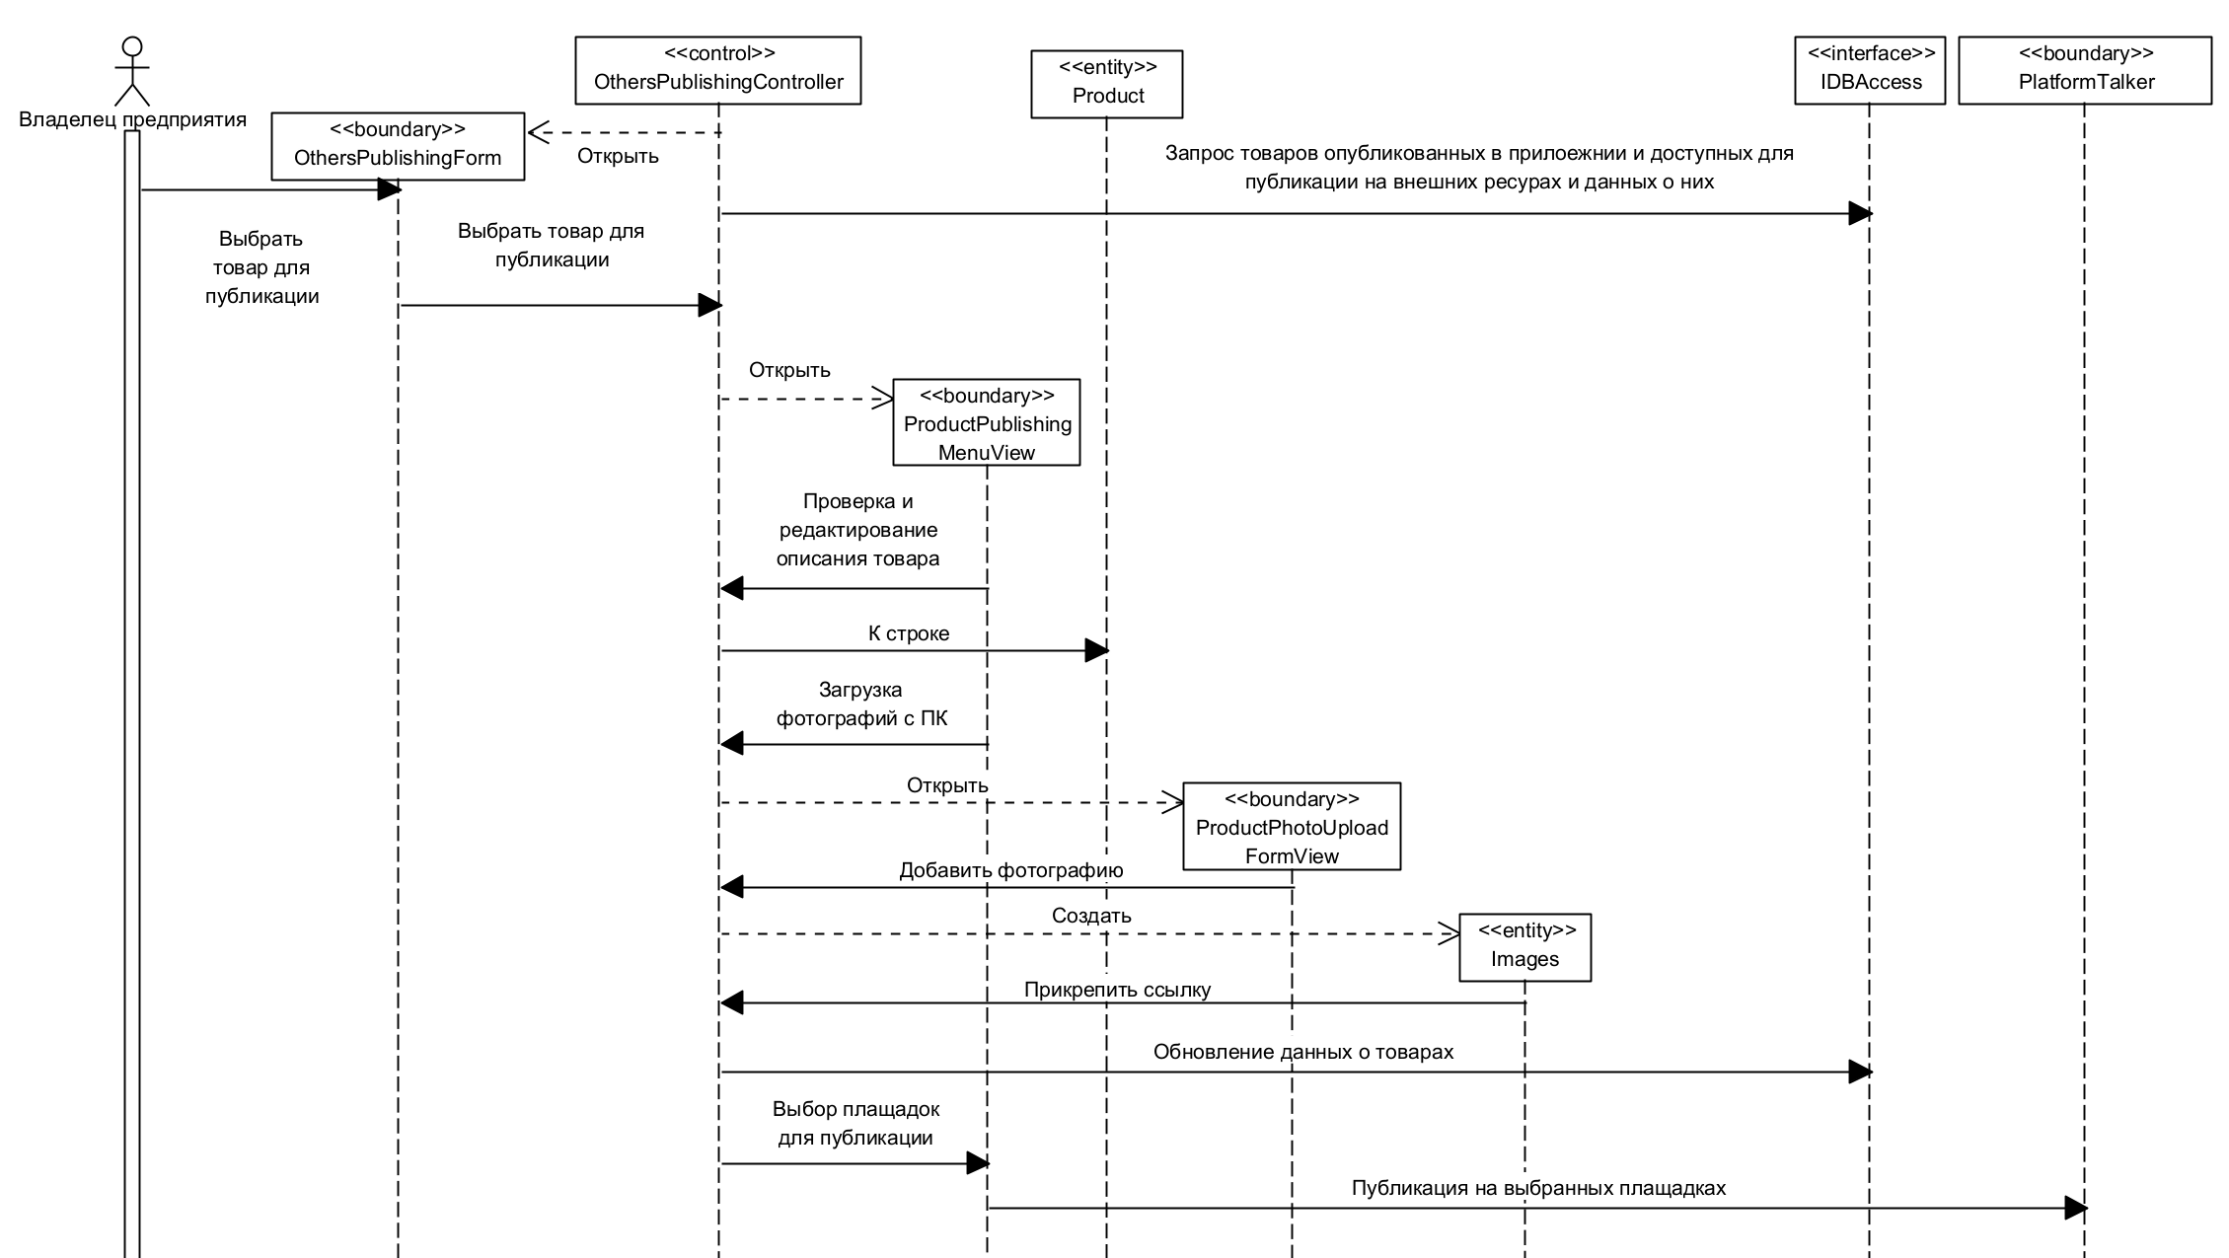 <<control>>
OthersPublishingController
<<entity>>
Product
<<interface>>
IDBAccess
<<boundary>>
PlatformTalker
Владелец предприятия
<<boundary>>
OthersPublishingForm
Открыть
Запрос товаров опубликованных в прилоежнии и доступных для
публикации на внешних ресурах и данных о них
Выбрать
товар для
публикации
Выбрать товар для
публикации
Открыть
<<boundary>>
ProductPublishing
MenuView
Проверка и
редактирование
описания товара
К строке
Загрузка
фотографий с ПК
Открыть
<<boundary>>
ProductPhotoUpload
FormView
Добавить фотографию
Создать
<<entity>>
Images
Прикрепить ссылку
Обновление данных о товарах
Выбор плащадок
для публикации
Публикация на выбранных плащадках